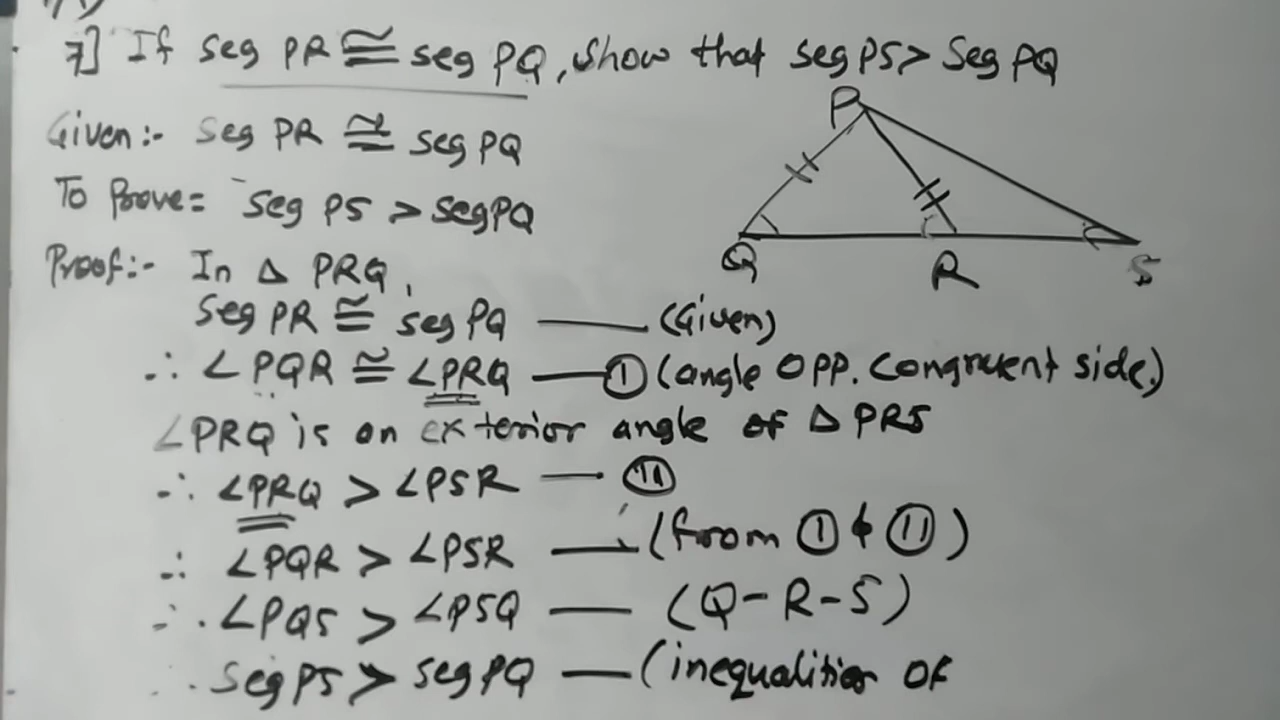 7] If seg PR ≅ seg PQ, show that seg PS > Seg PQ
Given:- seg PR ≅ seg PQ
To Prove= seg PS > seg PQ
Proof:- In Δ PRQ,
seg PR ≅ seg PQ — (Given)
∴ ∠PQR ≅ ∠PRQ — ① (angle opp. congruent side.)
∠PRQ is an exterior angle of Δ PRS
∴ ∠PRQ > ∠PSR — ⑪
∴ ∠PQR > ∠PSR — (from ① & ⑪)
∴ ∠PQS > ∠PSQ — (Q-R-S)
∴ seg PS > seg PQ — (inequalities of
P
Q
R
S